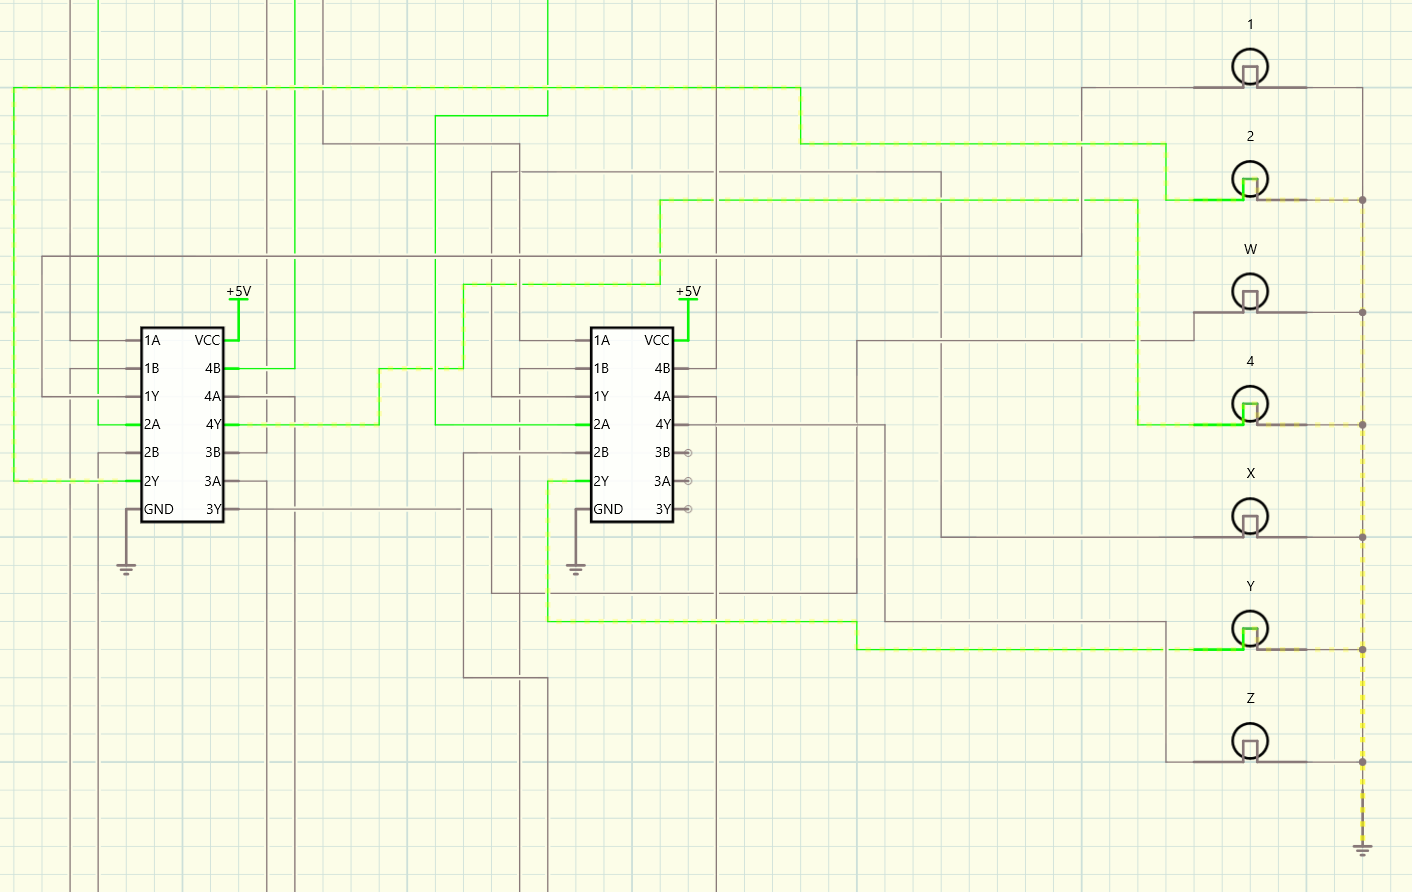 1
2
W
+5V
+5V
1A VCC
1B 4B
1Y 4A
2A 4Y
2B 3B
2Y 3A
GND 3Y
1A VCC
1B 4B
1Y 4A
2A 4Y
2B 3B
2Y 3A
GND 3Y
4
X
Y
Z